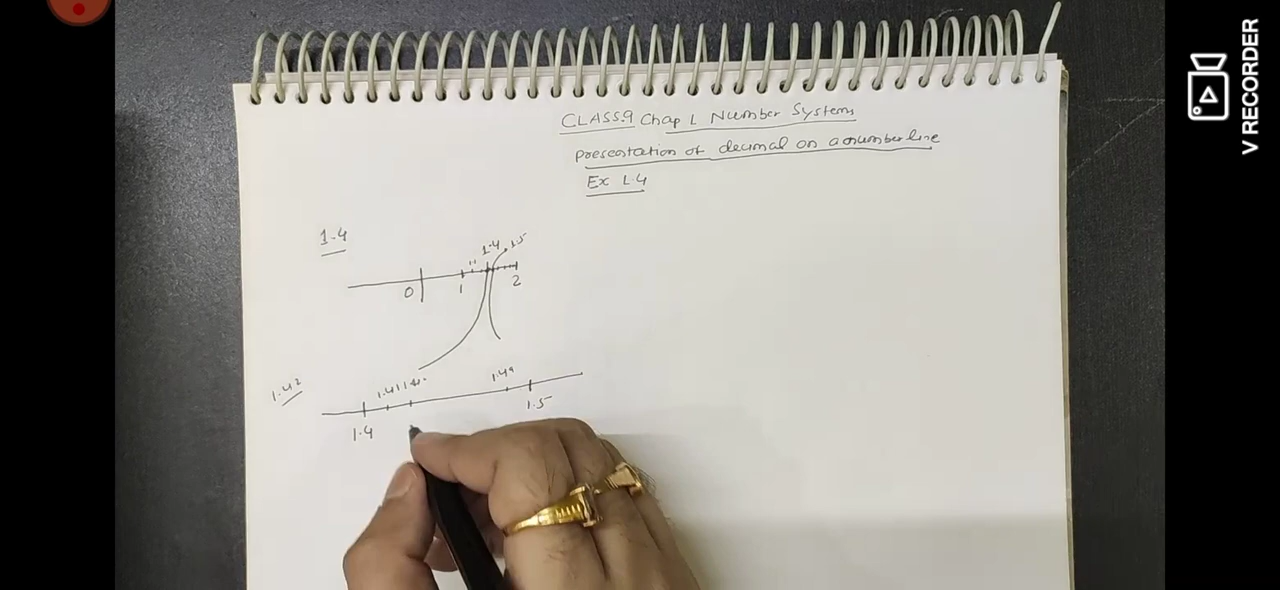 CLASS.9 Chap 1 Number Systems
presentation of decimal on a number line
Ex 1.4
1.4
1.4 1.5
0 1 2
1.42
1.41 1.49
1.4 1.5
V RECORDER